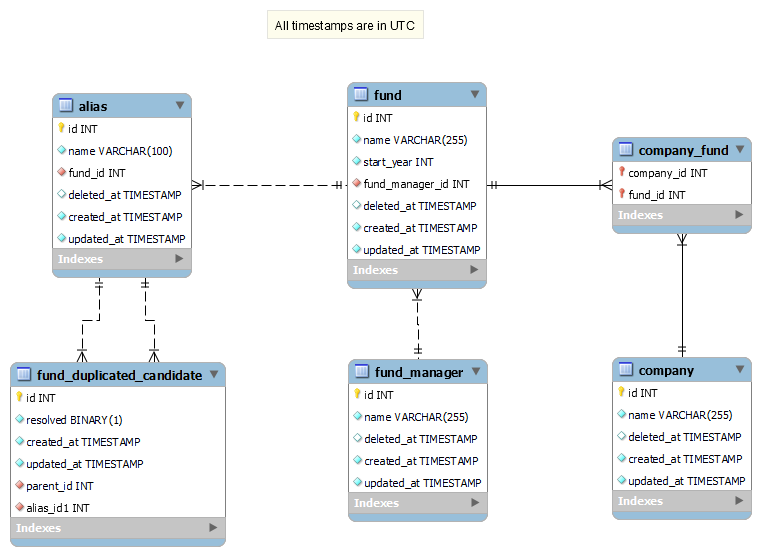 All timestamps are in UTC
alias
id INT
name VARCHAR(100)
fund_id INT
deleted_at TIMESTAMP
created_at TIMESTAMP
updated_at TIMESTAMP
Indexes
fund
id INT
name VARCHAR(255)
start_year INT
fund_manager_id INT
deleted_at TIMESTAMP
created_at TIMESTAMP
updated_at TIMESTAMP
Indexes
company_fund
company_id INT
fund_id INT
Indexes
fund_duplicated_candidate
id INT
resolved BINARY(1)
created_at TIMESTAMP
updated_at TIMESTAMP
parent_id INT
alias_id1 INT
Indexes
fund_manager
id INT
name VARCHAR(255)
deleted_at TIMESTAMP
created_at TIMESTAMP
updated_at TIMESTAMP
Indexes
company
id INT
name VARCHAR(255)
deleted_at TIMESTAMP
created_at TIMESTAMP
updated_at TIMESTAMP
Indexes